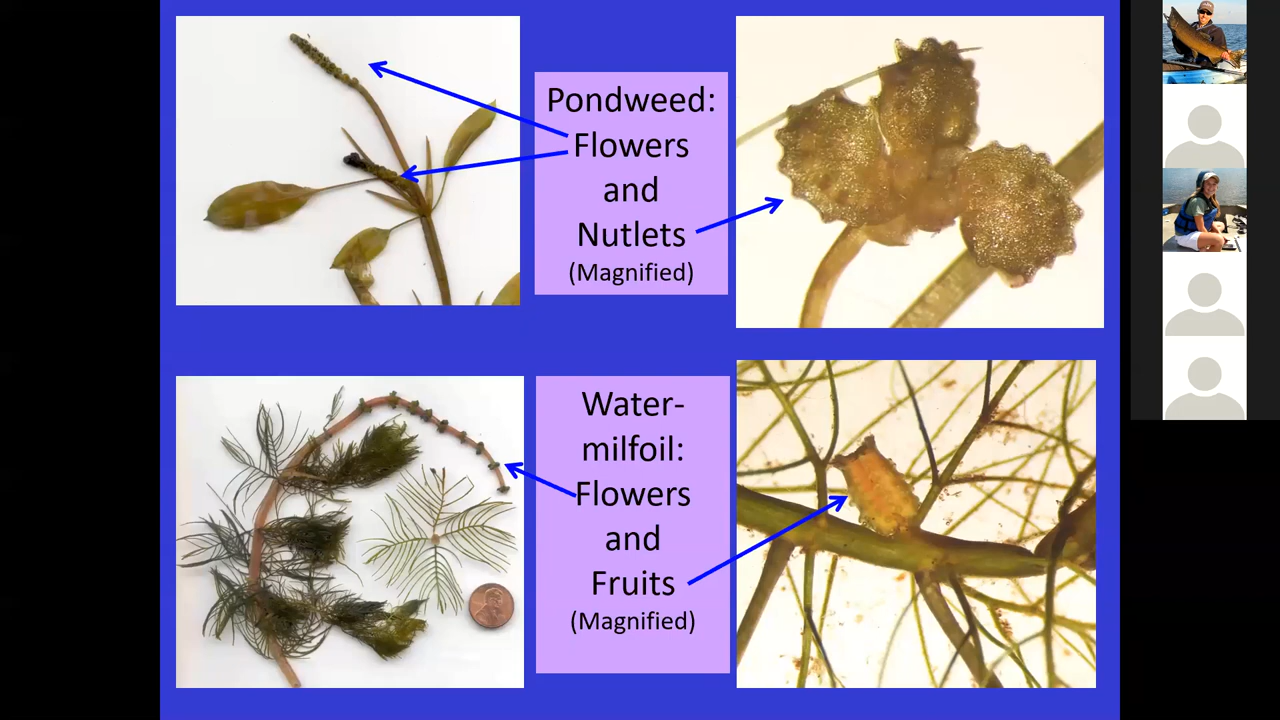 Pondweed:
Flowers
and
Nutlets
(Magnified)
Water-
milfoil:
Flowers
and
Fruits
(Magnified)